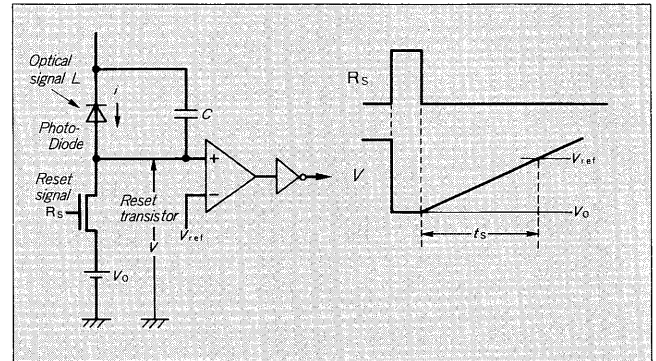 Optical
signal L
i
C
Photo-
Diode
Reset
signal
Rs
Reset
transistor
V
Vref
V0
+
−
Rs
V
Vref
V0
ts